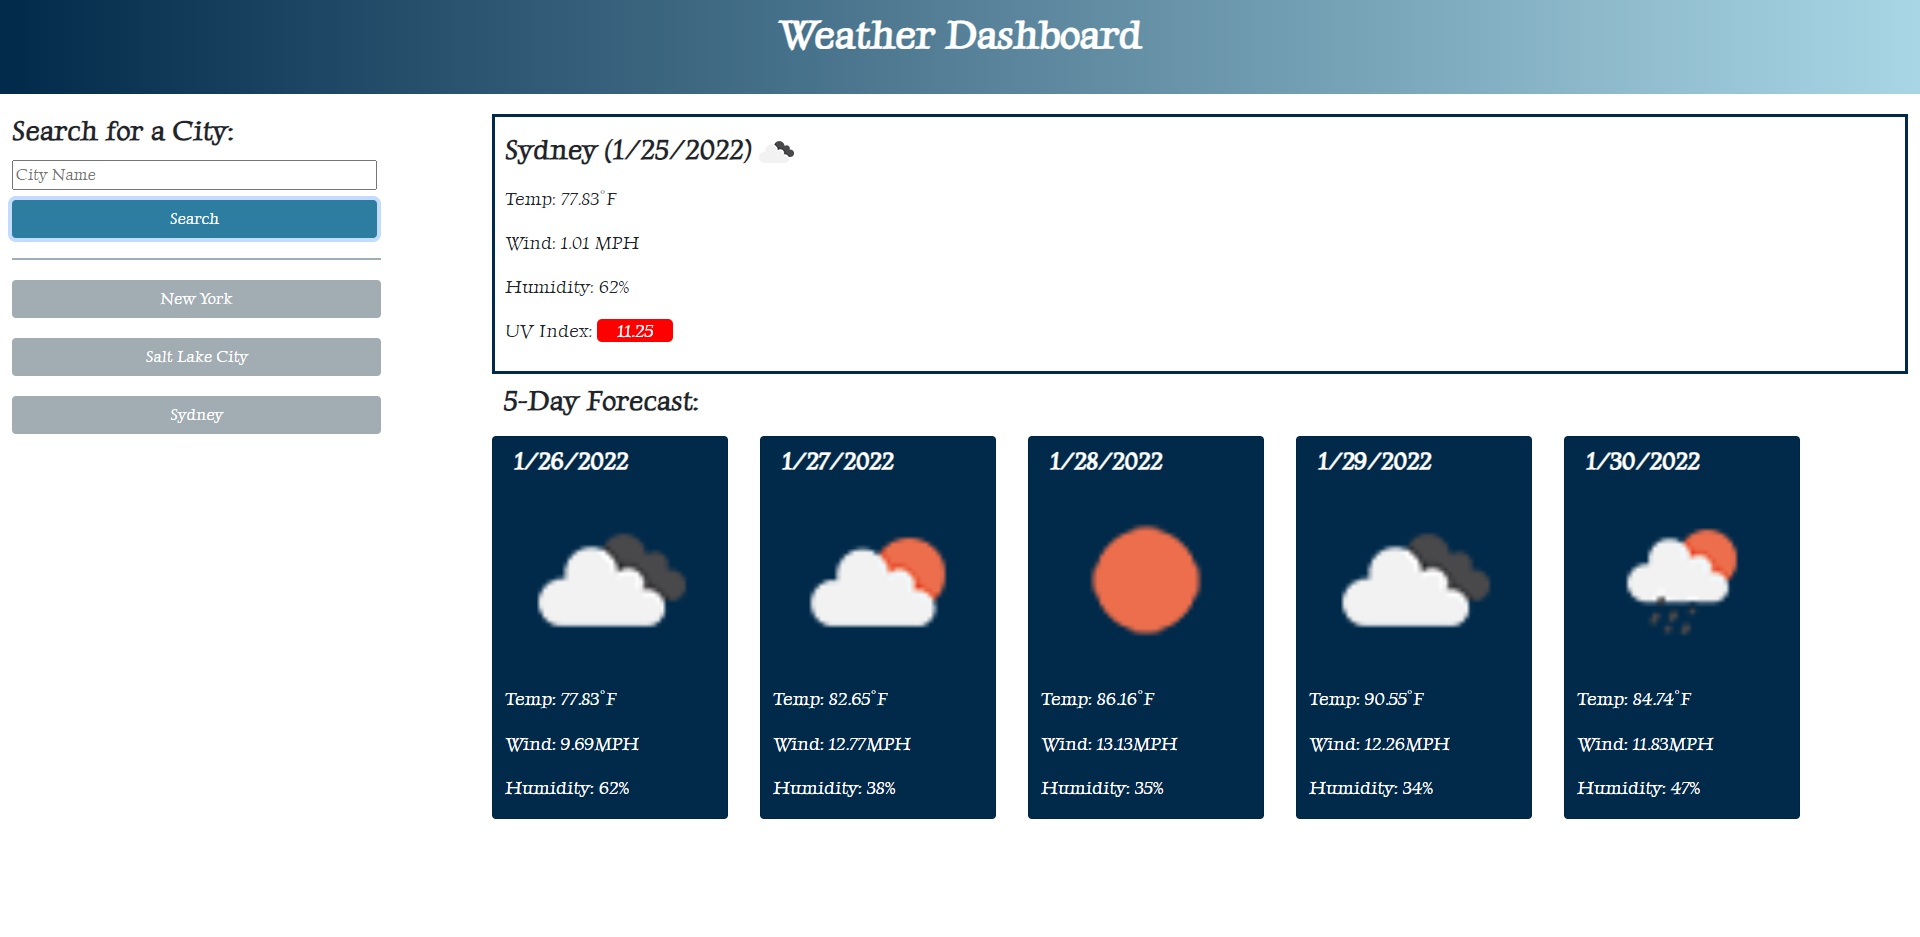 Weather Dashboard
Search for a City:
City Name
Search
New York
Salt Lake City
Sydney
Sydney (1/25/2022)
Temp: 77.83°F
Wind: 1.01 MPH
Humidity: 62%
UV Index: 11.25
5-Day Forecast:
1/26/2022
Temp: 77.83°F
Wind: 9.69MPH
Humidity: 62%
1/27/2022
Temp: 82.65°F
Wind: 12.77MPH
Humidity: 38%
1/28/2022
Temp: 86.16°F
Wind: 13.13MPH
Humidity: 35%
1/29/2022
Temp: 90.55°F
Wind: 12.26MPH
Humidity: 34%
1/30/2022
Temp: 84.74°F
Wind: 11.83MPH
Humidity: 47%